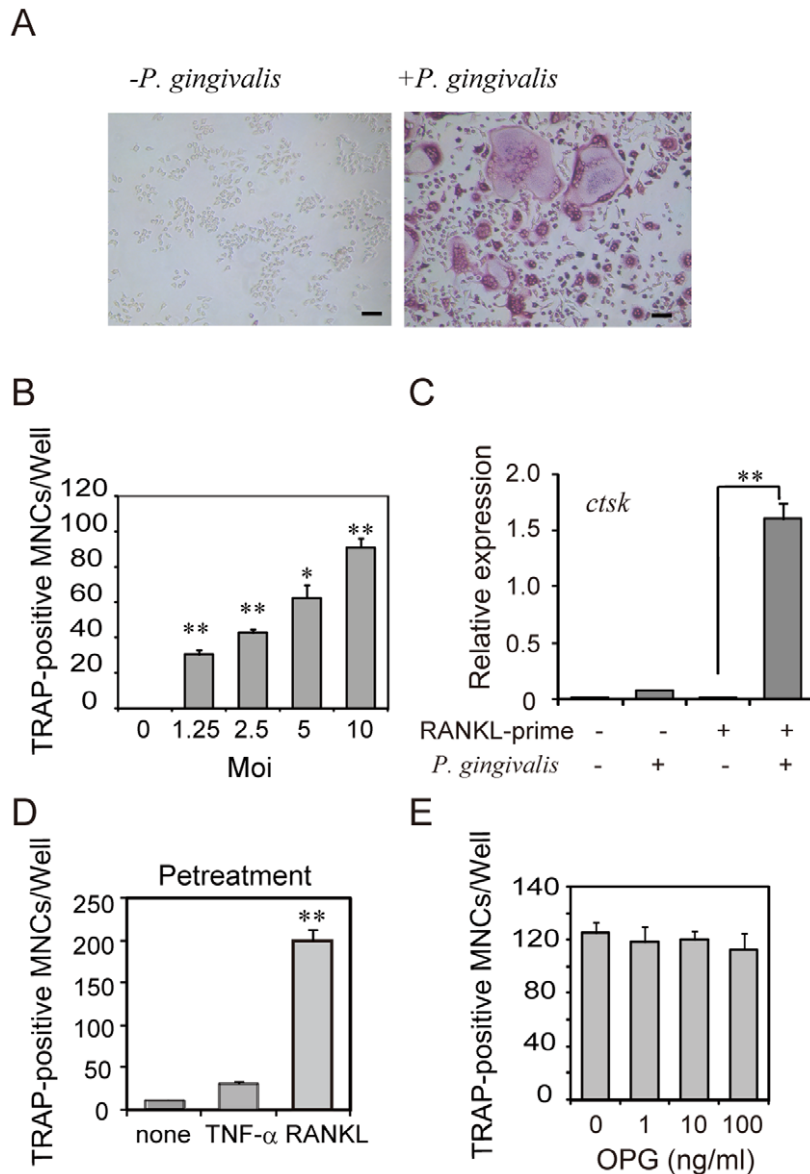 A
-P. gingivalis +P. gingivalis
B
TRAP-positive MNCs/Well
120
100
80
60
40
20
0
0 1.25 2.5 5 10
** ** * **
Moi
C
Relative expression
2.0
1.5
1.0
0.5
0
ctsk
**
RANKL-prime - - + +
P. gingivalis - + - +
D
Petreatment
TRAP-positive MNCs/Well
250
200
150
100
50
0
**
none TNF-α RANKL
E
TRAP-positive MNCs/Well
140
120
80
40
0
0 1 10 100
OPG (ng/ml)